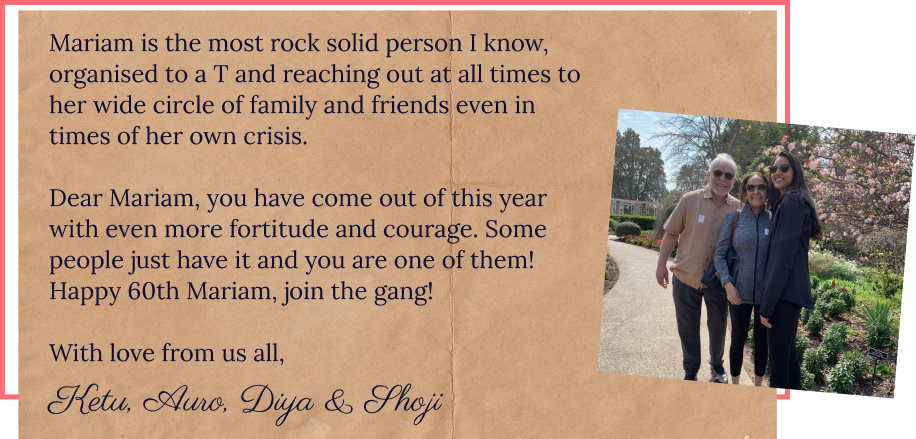 Mariam is the most rock solid person I know,
organised to a T and reaching out at all times to
her wide circle of family and friends even in
times of her own crisis.
Dear Mariam, you have come out of this year
with even more fortitude and courage. Some
people just have it and you are one of them!
Happy 60th Mariam, join the gang!
With love from us all,
Ketu, Auro, Diya & Shoji